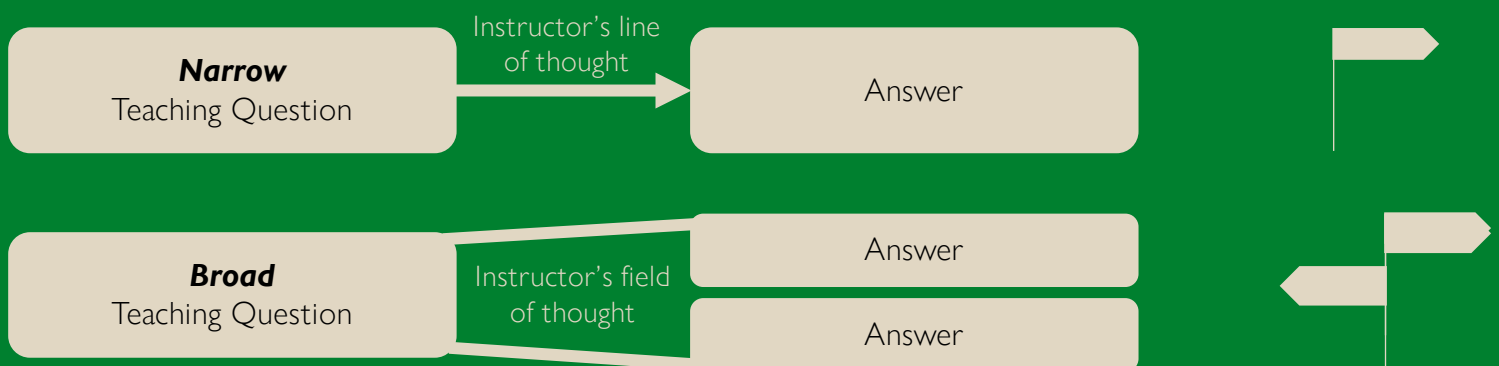 Narrow
Teaching Question
Instructor's line
of thought
Answer
Broad
Teaching Question
Instructor's field
of thought
Answer
Answer